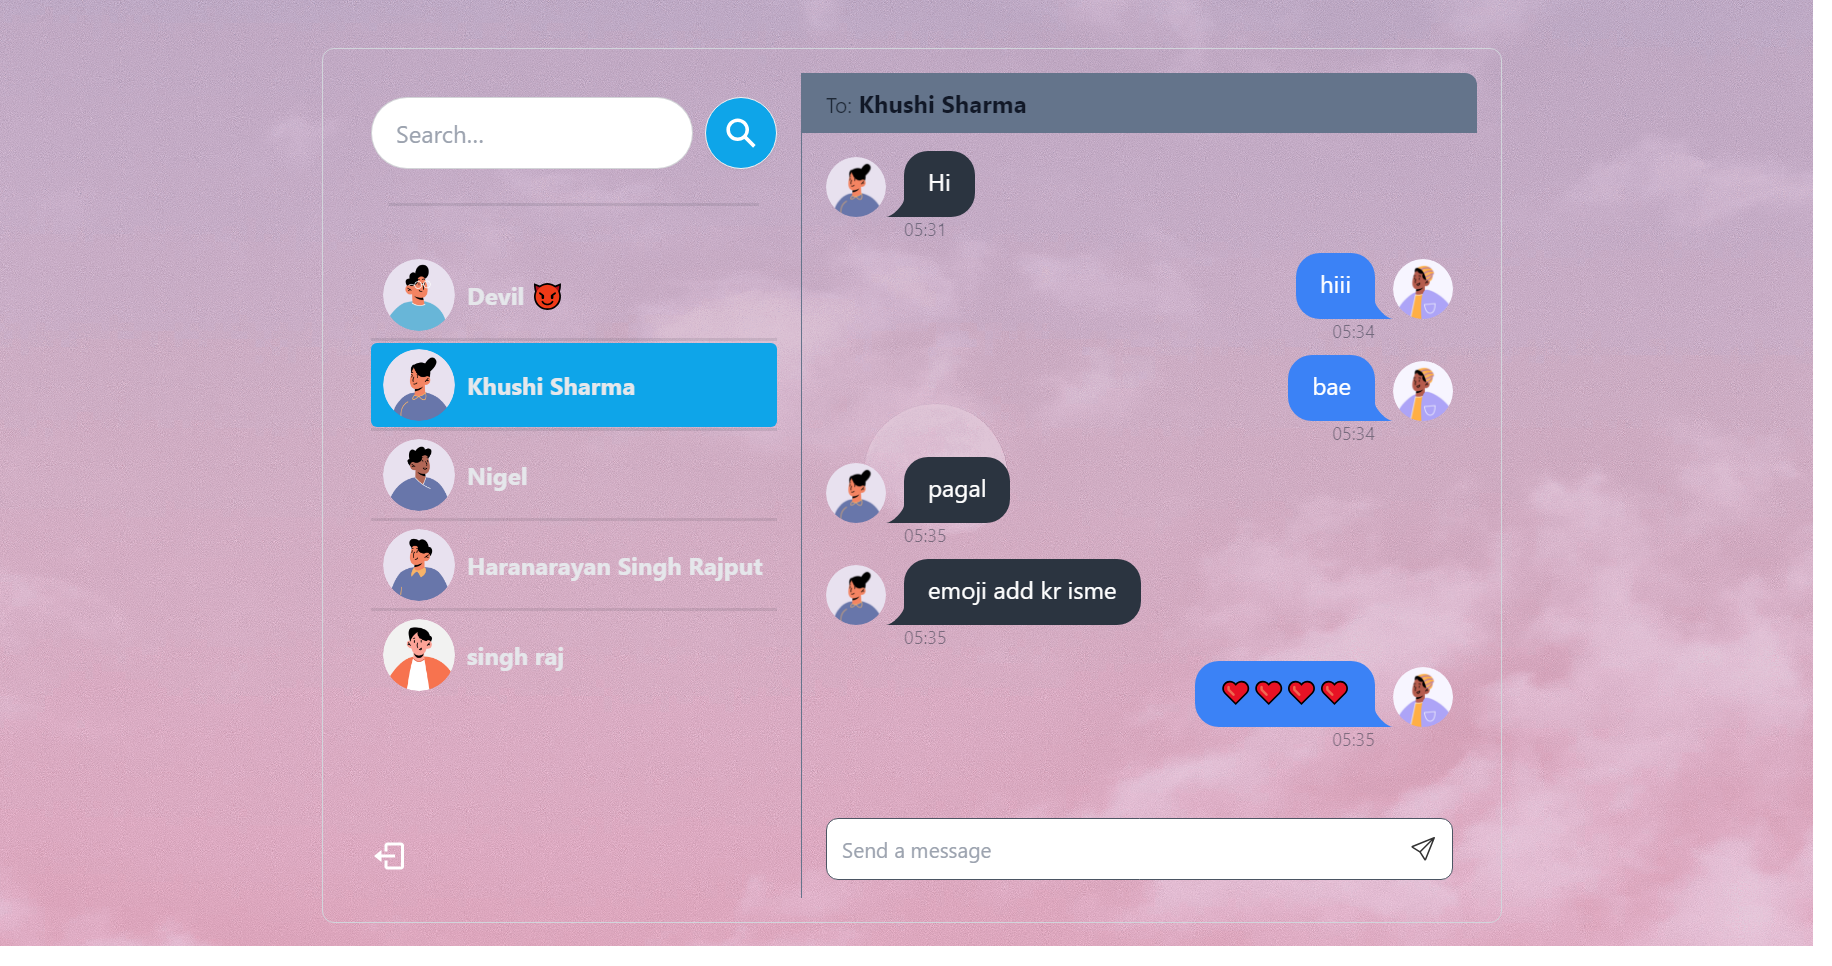 Search...
Devil 😈
Khushi Sharma
Nigel
Haranarayan Singh Rajput
singh raj
To: Khushi Sharma
Hi
05:31
hiii
05:34
bae
05:34
pagal
05:35
emoji add kr isme
05:35
❤️❤️❤️❤️
05:35
Send a message